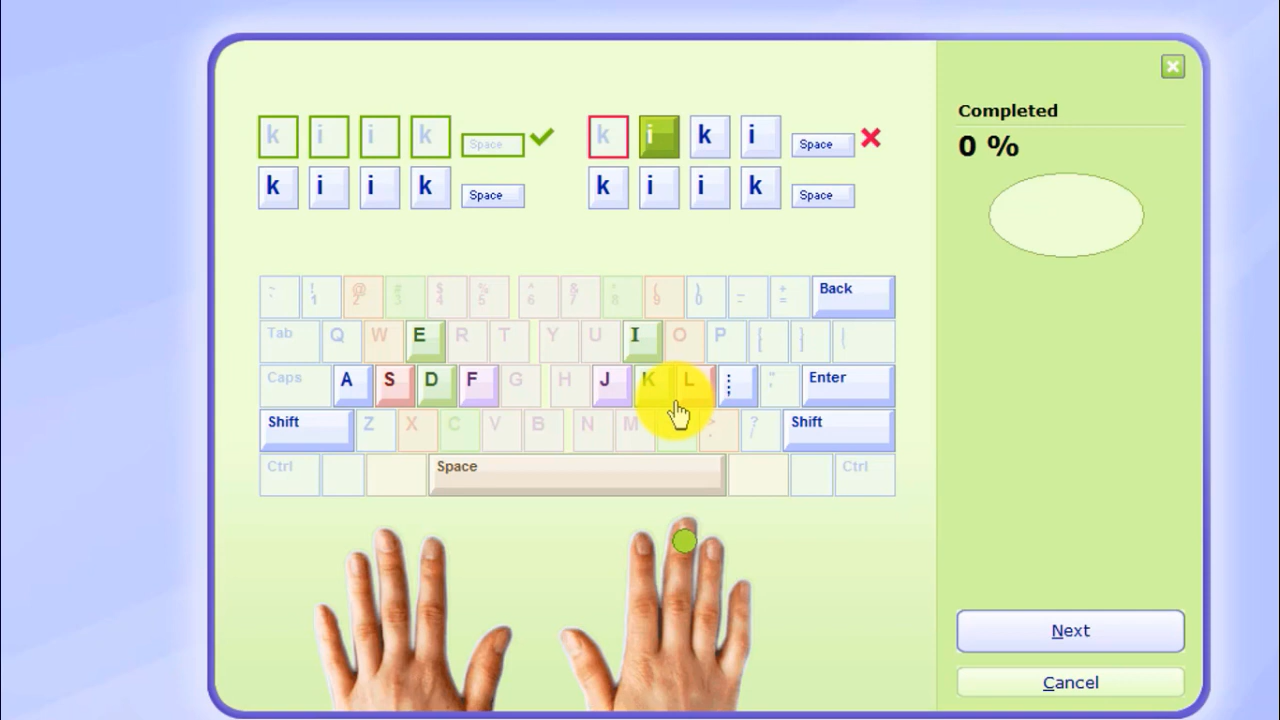 Completed
0 %
k i i k Space k i k i Space
k i i k Space k i i k Space
~ ! 1 @ 2 # 3 $ 4 % 5 ^ 6 & 7 * 8 ( 9 ) 0 _ - + = Back
Tab Q W E R T Y U I O P { [ } ] |
Caps A S D F G H J K L : ; " ' Enter
Shift Z X C V B N M > . ? / Shift
Ctrl Space Ctrl
Next
Cancel